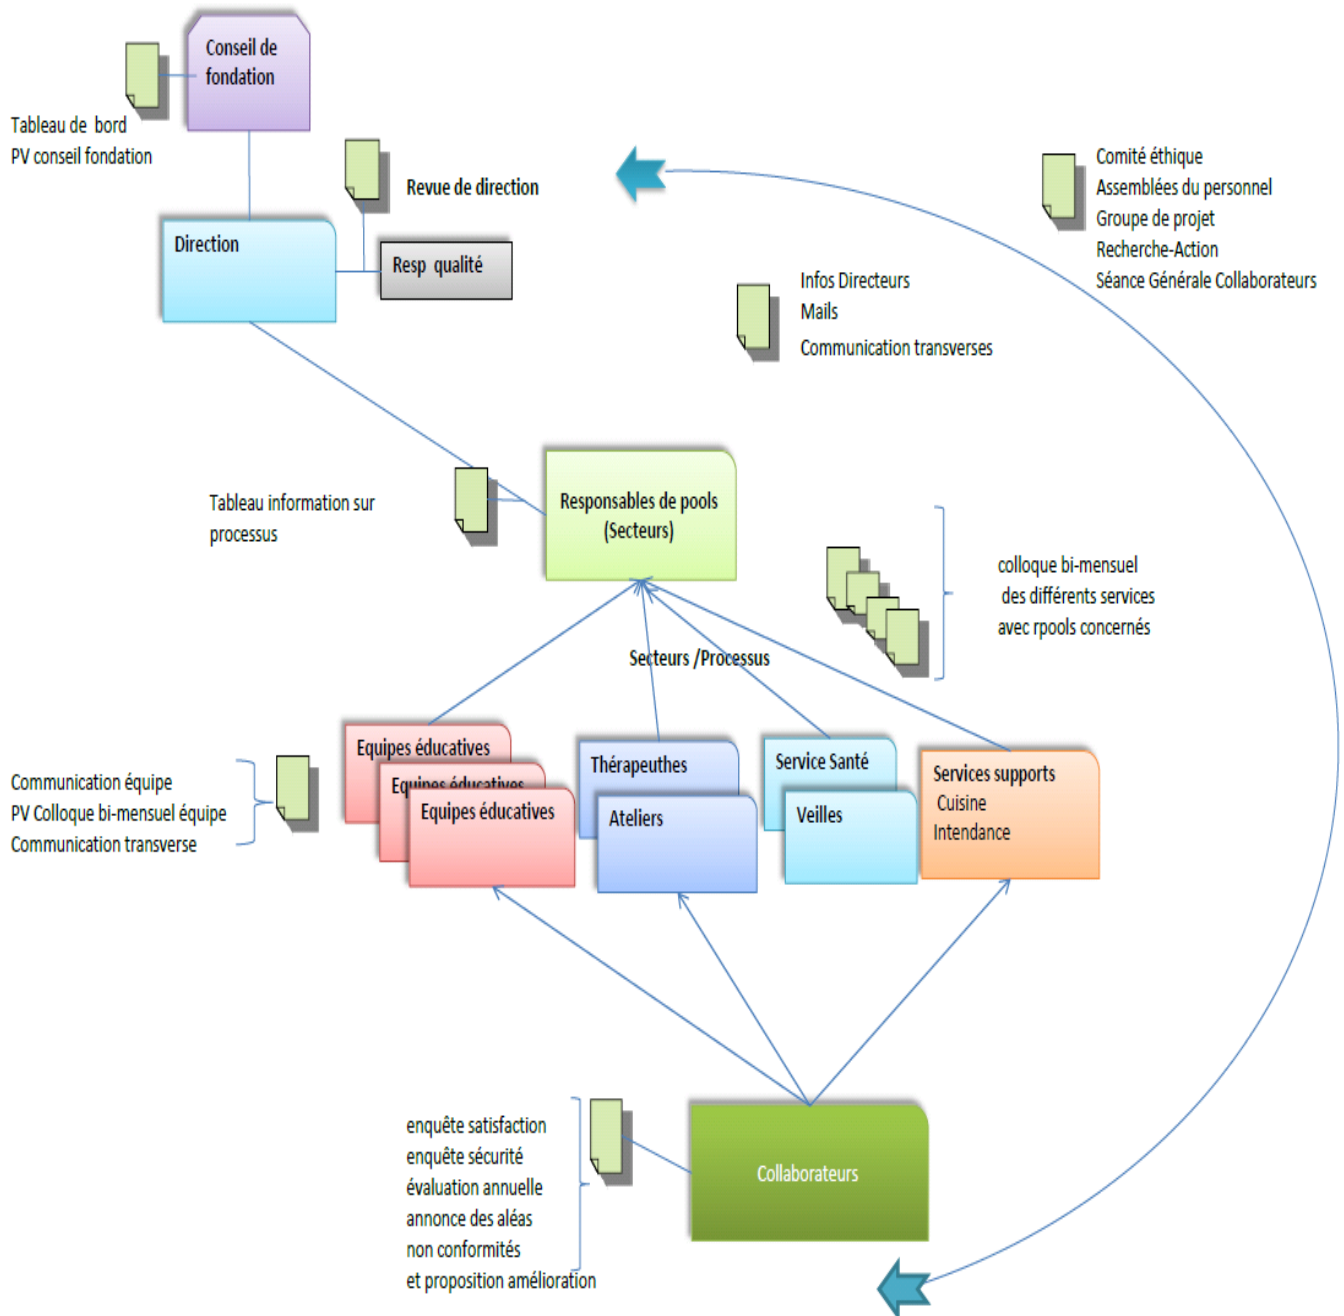 Conseil de
fondation
Tableau de bord
PV conseil fondation
Revue de direction
Direction
Resp qualité
Comité éthique
Assemblées du personnel
Groupe de projet
Recherche-Action
Séance Générale Collaborateurs
Infos Directeurs
Mails
Communication transverses
Tableau information sur
processus
Responsables de pools
(Secteurs)
colloque bi-mensuel
des différents services
avec rpools concernés
Secteurs /Processus
Equipes éducatives
Equipes éducatives
Equipes éducatives
Thérapeuthes
Ateliers
Service Santé
Veilles
Services supports
Cuisine
Intendance
Communication équipe
PV Colloque bi-mensuel équipe
Communication transverse
enquête satisfaction
enquête sécurité
évaluation annuelle
annonce des aléas
non conformités
et proposition amélioration
Collaborateurs